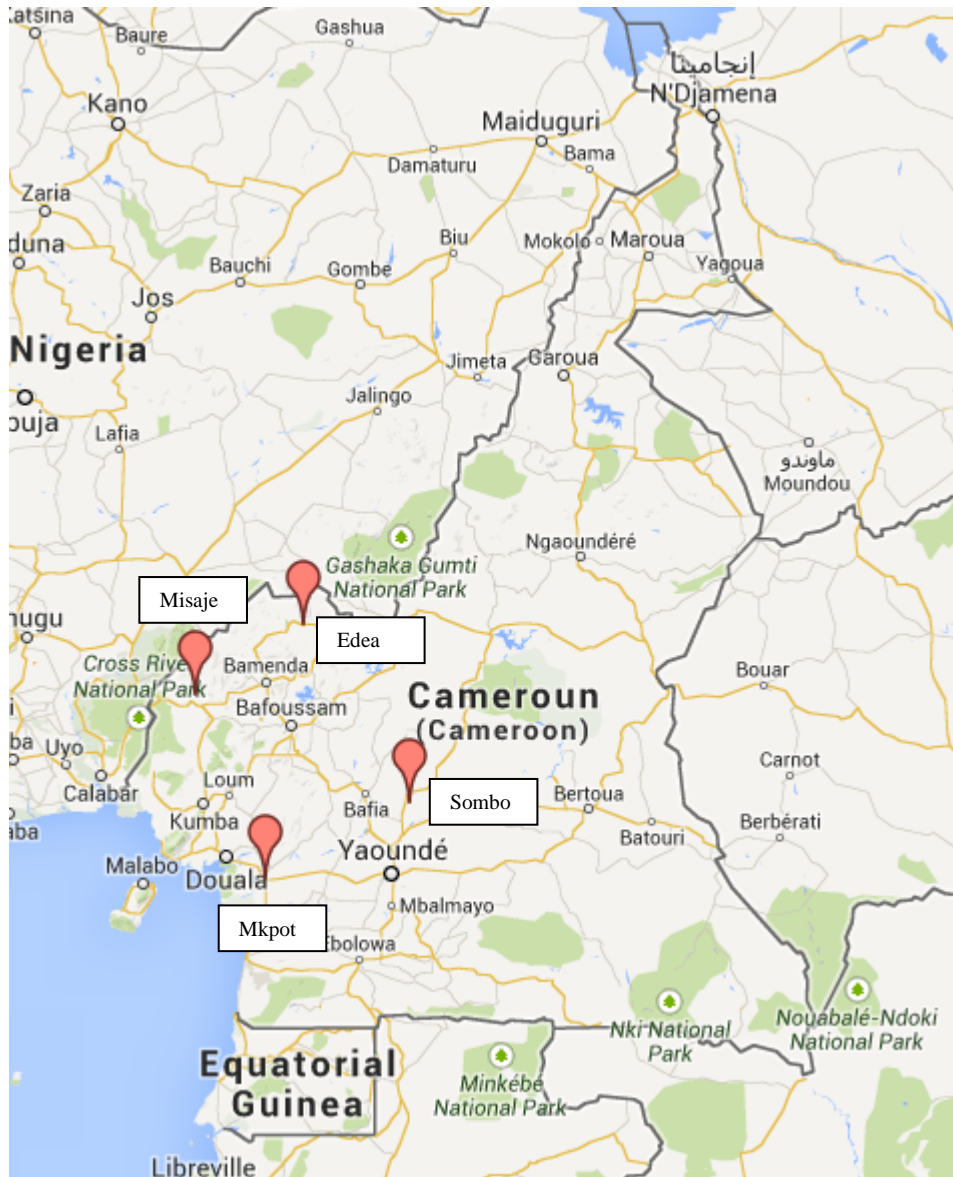 Katsina
Baure
Gashua
إنجامينا
N'Djamena
Kano
Maiduguri
Damaturu
Bama
Zaria
duna
Biu
Mokolo
Maroua
Bauchi
Gombe
Yagoua
Jos
Nigeria
Jimeta
Garoua
buja
Jalingo
Lafia
ماوندو
Moundou
Gashaka Gumti
National Park
Ngaoundéré
Misaje
Edea
nugu
Cross River
National Park
Bamenda
Bafoussam
Cameroun
(Cameroon)
Bouar
ba
Uyo
Calabar
Loum
Kumba
Bafia
Sombo
Bertoua
Batouri
Carnot
Berbérati
aba
Malabo
Douala
Yaoundé
Mbalmayo
Mkpot
Ebolowa
Nki National
Park
Nouabalé-Ndoki
National Park
Equatorial
Guinea
Minkébé
National Park
Libreville